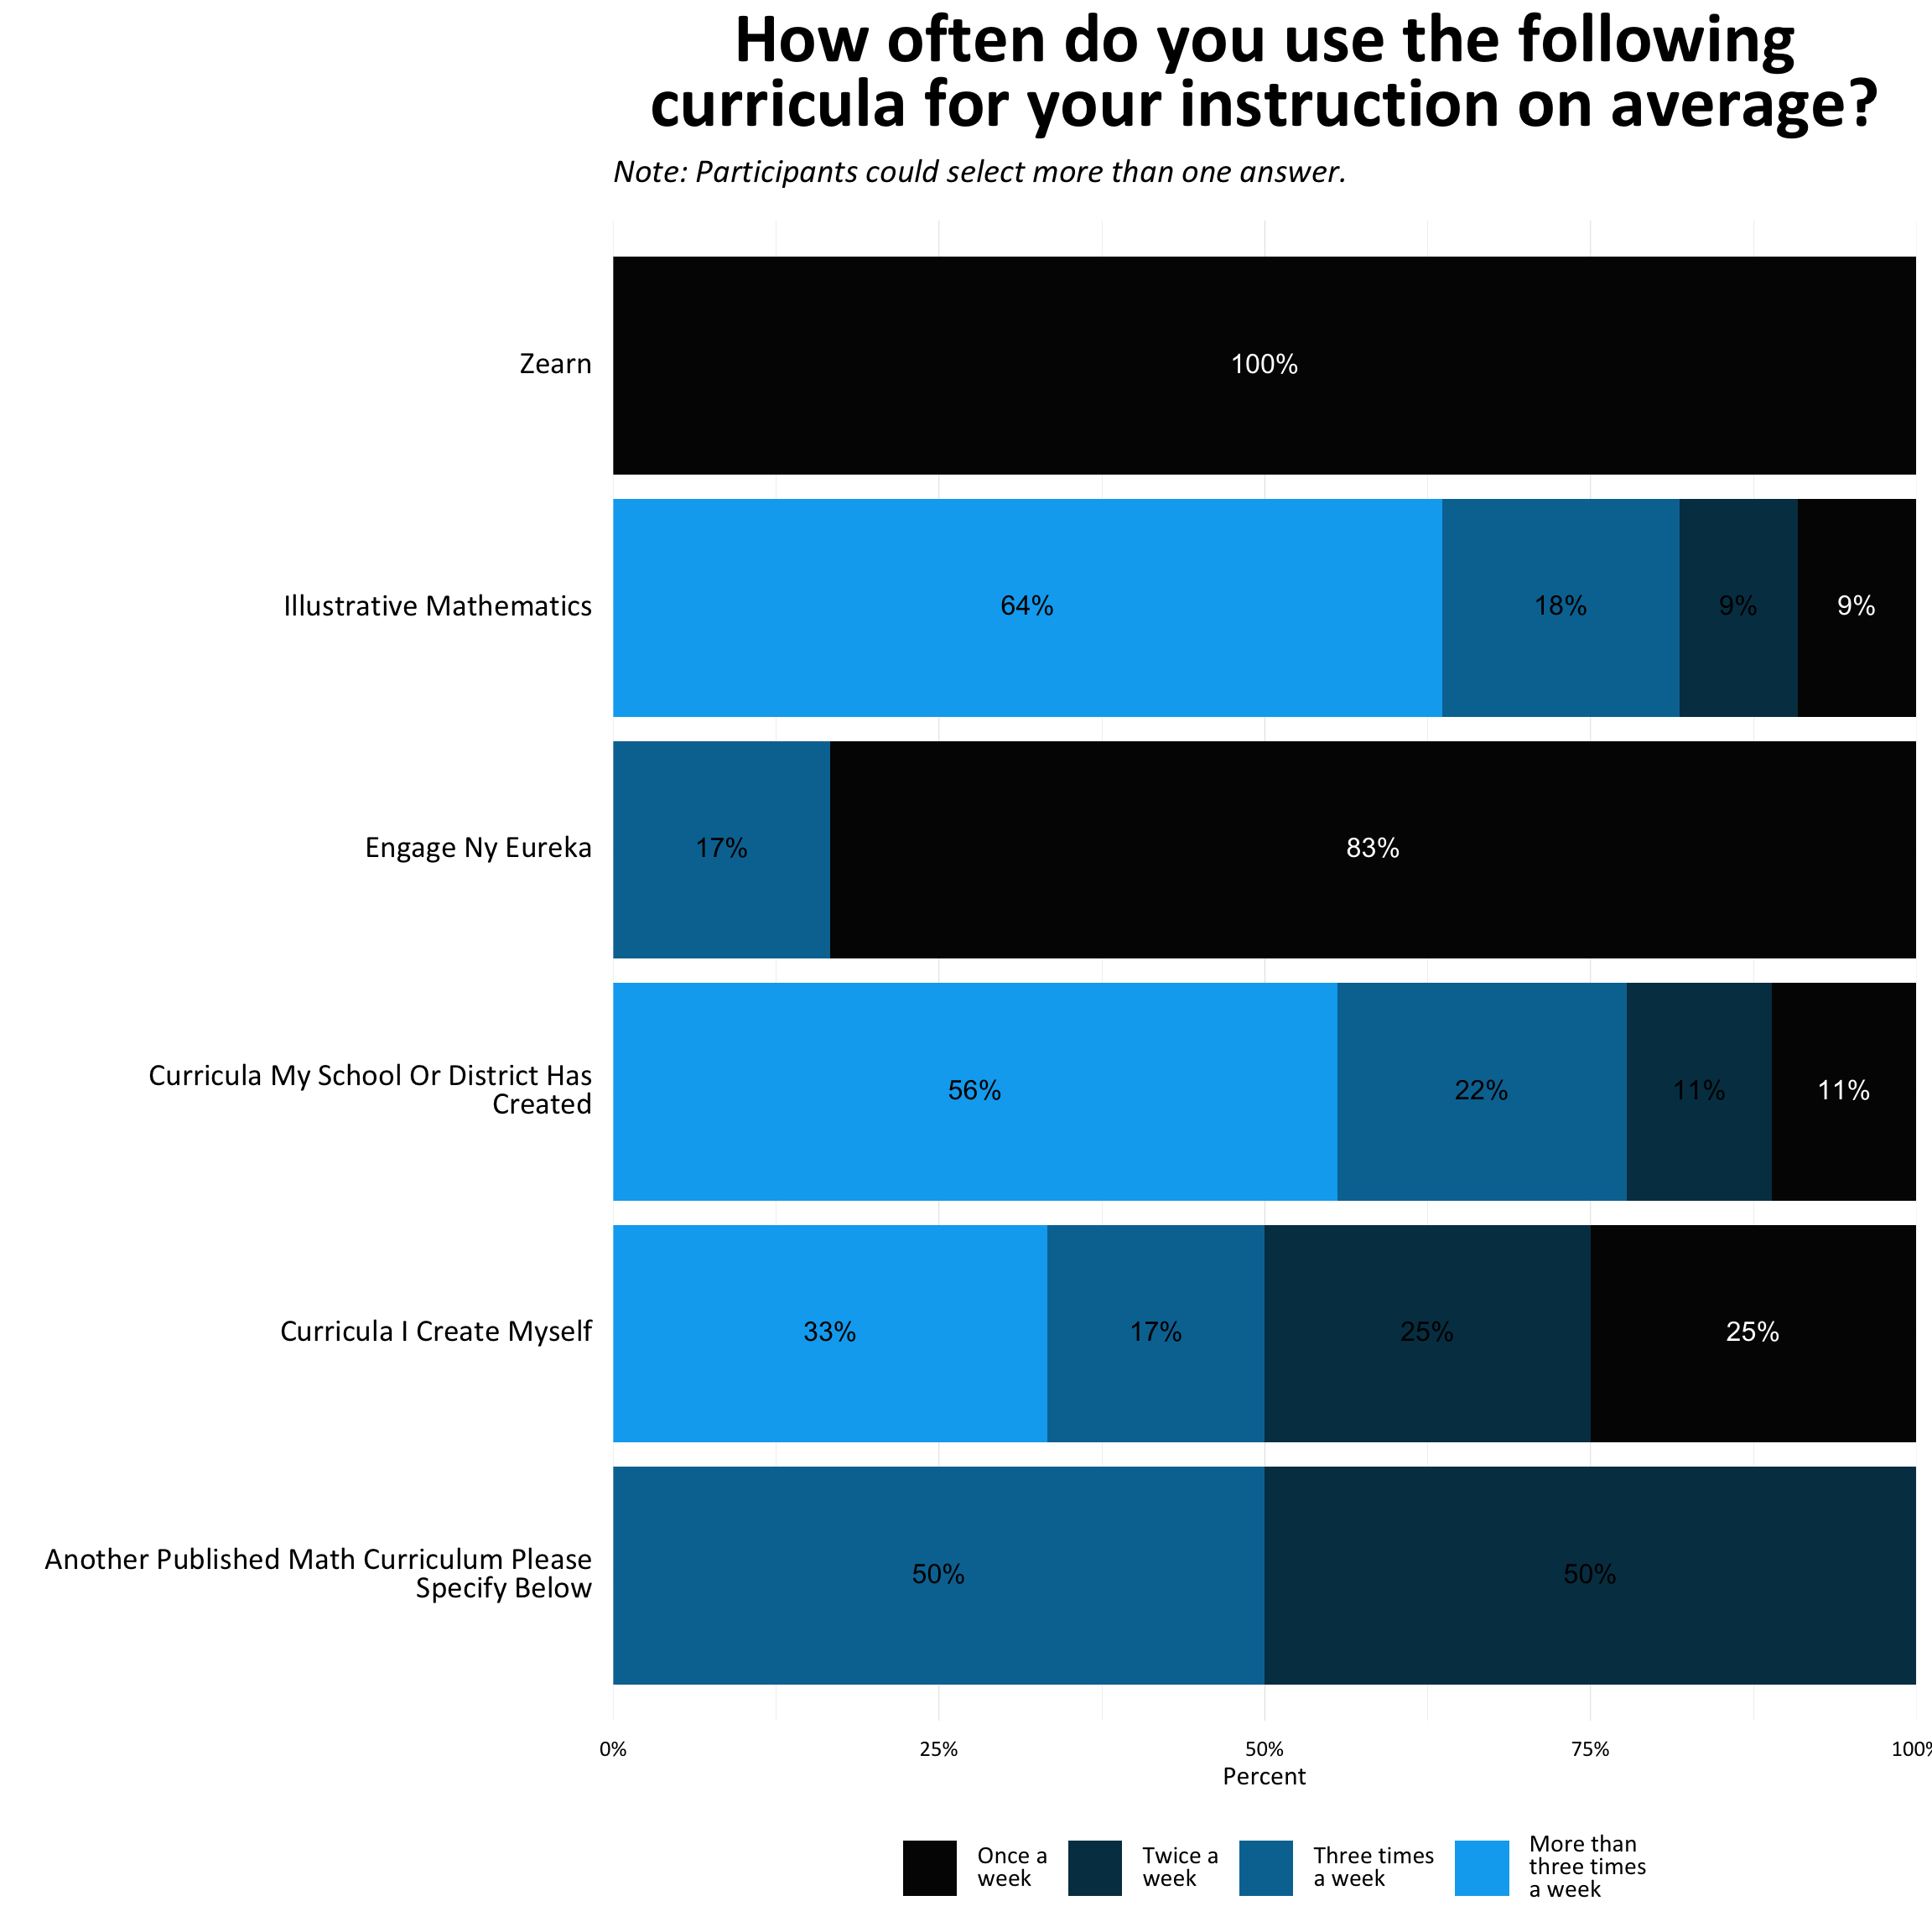 How often do you use the following
curricula for your instruction on average?
Note: Participants could select more than one answer.
Zearn
100%
Illustrative Mathematics
64% 18% 9% 9%
Engage Ny Eureka
17% 83%
Curricula My School Or District Has
Created
56% 22% 11% 11%
Curricula I Create Myself
33% 17% 25% 25%
Another Published Math Curriculum Please
Specify Below
50% 50%
0% 25% 50% 75% 100%
Percent
Once a
week
Twice a
week
Three times
a week
More than
three times
a week